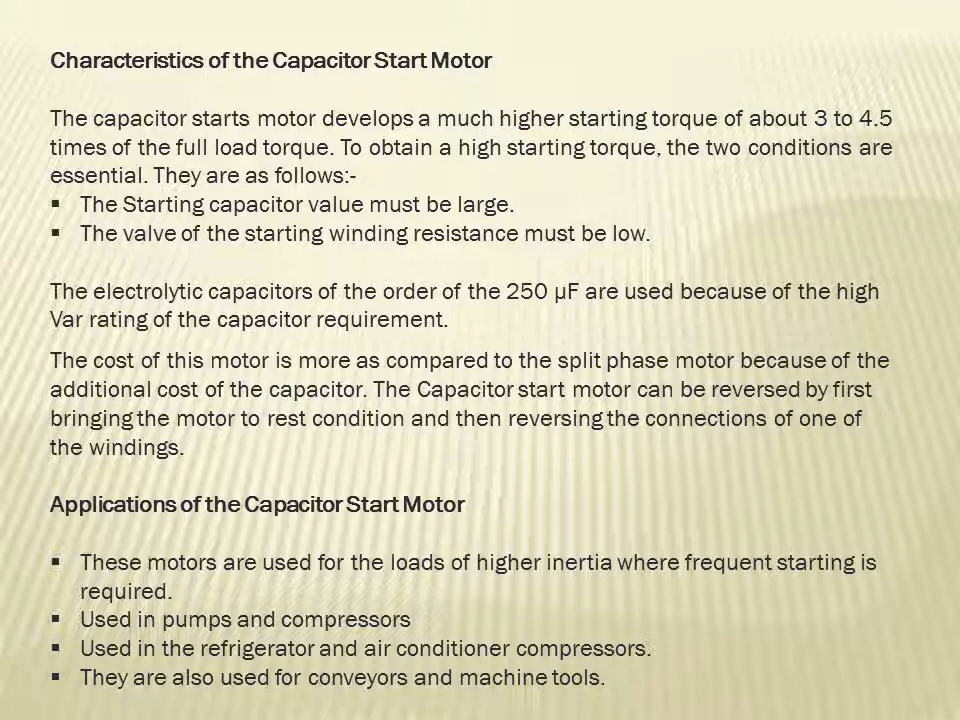 Characteristics of the Capacitor Start Motor
The capacitor starts motor develops a much higher starting torque of about 3 to 4.5
times of the full load torque. To obtain a high starting torque, the two conditions are
essential. They are as follows:-
▪ The Starting capacitor value must be large.
▪ The valve of the starting winding resistance must be low.
The electrolytic capacitors of the order of the 250 µF are used because of the high
Var rating of the capacitor requirement.
The cost of this motor is more as compared to the split phase motor because of the
additional cost of the capacitor. The Capacitor start motor can be reversed by first
bringing the motor to rest condition and then reversing the connections of one of
the windings.
Applications of the Capacitor Start Motor
▪ These motors are used for the loads of higher inertia where frequent starting is
required.
▪ Used in pumps and compressors
▪ Used in the refrigerator and air conditioner compressors.
▪ They are also used for conveyors and machine tools.